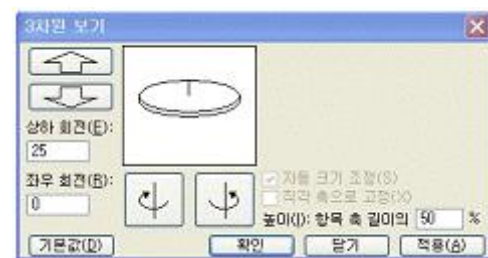 3차원 보기
상하 회전(E):
25
좌우 회전(R):
0
자동 크기 조정(S)
직각 축으로 고정(X)
높이(I): 항목 축 길이의 50 %
기본값(D) 확인 닫기 적용(A)